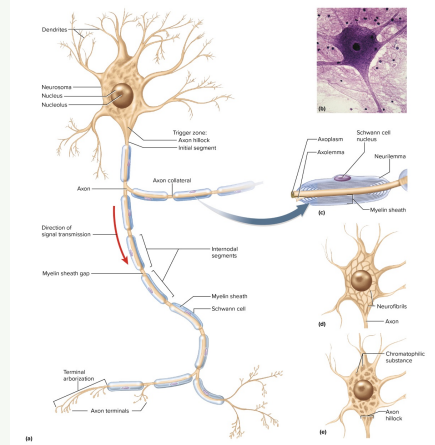 Dendrites
Neurosoma
Nucleus
Nucleolus
Trigger zone:
Axon hillock
Initial segment
Axon collateral
Axon
Direction of
signal transmission
Internodal
segments
Myelin sheath gap
Myelin sheath
Schwann cell
Terminal
arborization
Axon terminals
(a)
(b)
Axoplasm
Axolemma
Schwann cell
nucleus
Neurilemma
(c)
Myelin sheath
Neurofibrils
(d)
Axon
Chromatophilic
substance
Axon
hillock
(e)